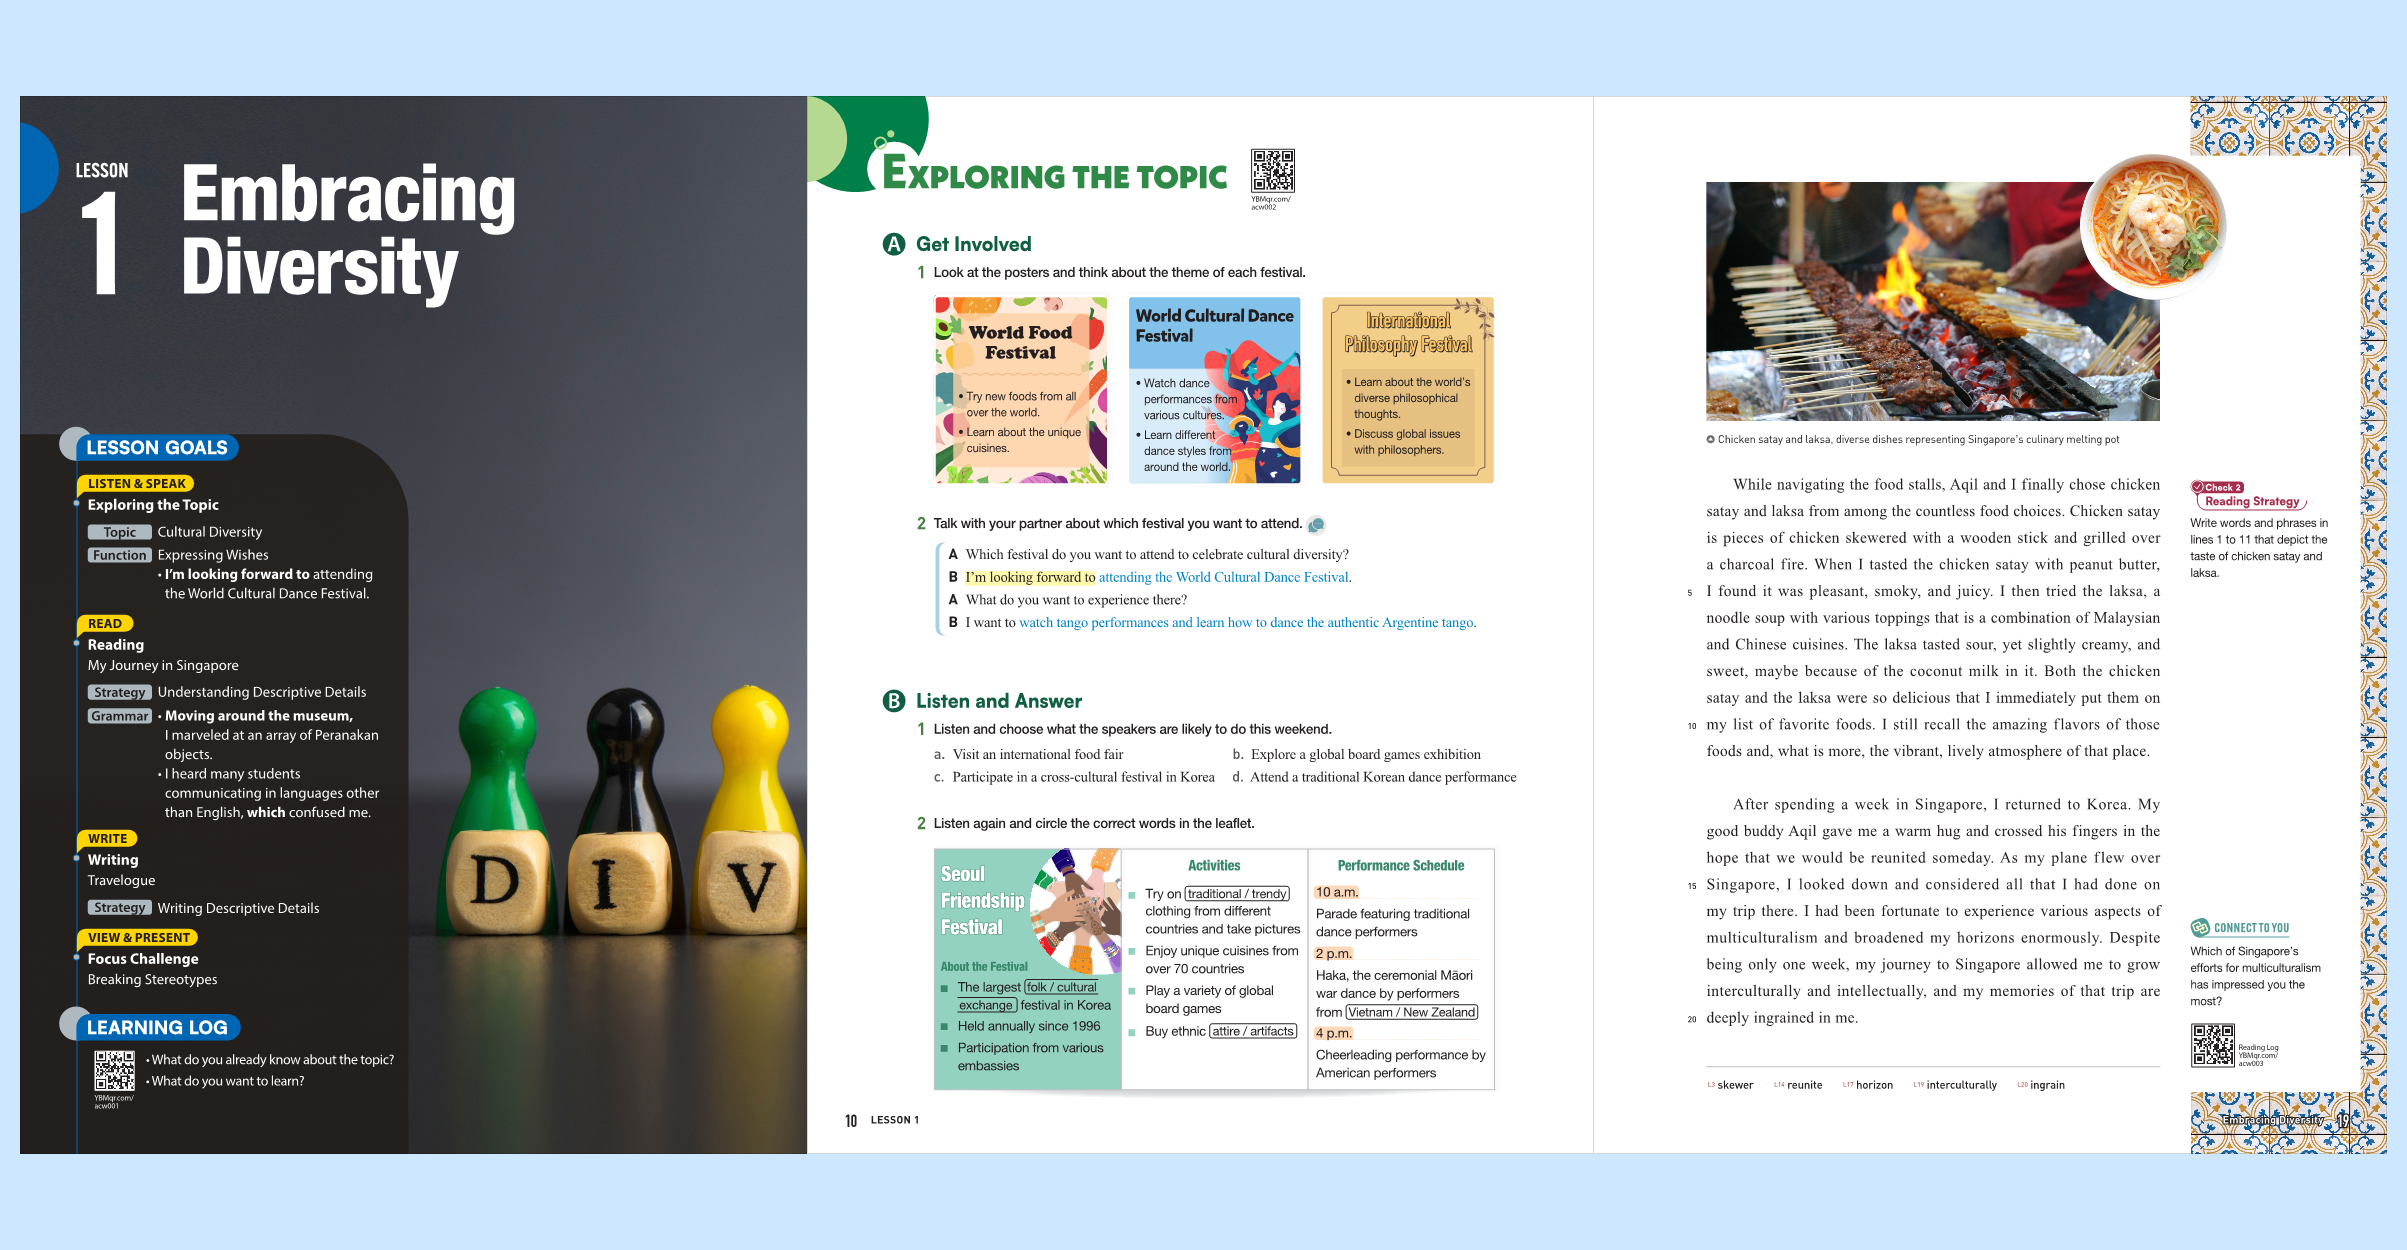 LESSON
1
Embracing
Diversity
LESSON GOALS
LISTEN & SPEAK
Exploring the Topic
Topic Cultural Diversity
Function Expressing Wishes
• I'm looking forward to attending
the World Cultural Dance Festival.
READ
Reading
My Journey in Singapore
Strategy Understanding Descriptive Details
Grammar • Moving around the museum,
I marveled at an array of Peranakan
objects.
• I heard many students
communicating in languages other
than English, which confused me.
WRITE
Writing
Travelogue
Strategy Writing Descriptive Details
VIEW & PRESENT
Focus Challenge
Breaking Stereotypes
LEARNING LOG
• What do you already know about the topic?
• What do you want to learn?
YBMqr.com/
acw001
D I V
EXPLORING THE TOPIC
YBMqr.com/
acw002
A Get Involved
1 Look at the posters and think about the theme of each festival.
World Food
Festival
• Try new foods from all
over the world.
• Learn about the unique
cuisines.
World Cultural Dance
Festival
• Watch dance
performances from
various cultures.
• Learn different
dance styles from
around the world.
International
Philosophy Festival
• Learn about the world's
diverse philosophical
thoughts.
• Discuss global issues
with philosophers.
2 Talk with your partner about which festival you want to attend.
A Which festival do you want to attend to celebrate cultural diversity?
B I'm looking forward to attending the World Cultural Dance Festival.
A What do you want to experience there?
B I want to watch tango performances and learn how to dance the authentic Argentine tango.
B Listen and Answer
1 Listen and choose what the speakers are likely to do this weekend.
a. Visit an international food fair
b. Explore a global board games exhibition
c. Participate in a cross-cultural festival in Korea
d. Attend a traditional Korean dance performance
2 Listen again and circle the correct words in the leaflet.
Seoul
Friendship
Festival
About the Festival
The largest folk / cultural
exchange festival in Korea
Held annually since 1996
Participation from various
embassies
Activities
Try on traditional / trendy
clothing from different
countries and take pictures
Enjoy unique cuisines from
over 70 countries
Play a variety of global
board games
Buy ethnic attire / artifacts
Performance Schedule
10 a.m.
Parade featuring traditional
dance performers
2 p.m.
Haka, the ceremonial Māori
war dance by performers
from Vietnam / New Zealand
4 p.m.
Cheerleading performance by
American performers
10 LESSON 1
Chicken satay and laksa, diverse dishes representing Singapore's culinary melting pot
While navigating the food stalls, Aqil and I finally chose chicken
satay and laksa from among the countless food choices. Chicken satay
is pieces of chicken skewered with a wooden stick and grilled over
a charcoal fire. When I tasted the chicken satay with peanut butter,
5 I found it was pleasant, smoky, and juicy. I then tried the laksa, a
noodle soup with various toppings that is a combination of Malaysian
and Chinese cuisines. The laksa tasted sour, yet slightly creamy, and
sweet, maybe because of the coconut milk in it. Both the chicken
satay and the laksa were so delicious that I immediately put them on
10 my list of favorite foods. I still recall the amazing flavors of those
foods and, what is more, the vibrant, lively atmosphere of that place.
After spending a week in Singapore, I returned to Korea. My
good buddy Aqil gave me a warm hug and crossed his fingers in the
hope that we would be reunited someday. As my plane flew over
15 Singapore, I looked down and considered all that I had done on
my trip there. I had been fortunate to experience various aspects of
multiculturalism and broadened my horizons enormously. Despite
being only one week, my journey to Singapore allowed me to grow
interculturally and intellectually, and my memories of that trip are
20 deeply ingrained in me.
L3 skewer L14 reunite L17 horizon L19 interculturally L20 ingrain
Check 2
Reading Strategy
Write words and phrases in
lines 1 to 11 that depict the
taste of chicken satay and
laksa.
CONNECT TO YOU
Which of Singapore's
efforts for multiculturalism
has impressed you the
most?
Reading Log
YBMqr.com/
acw003
Embracing Diversity 19